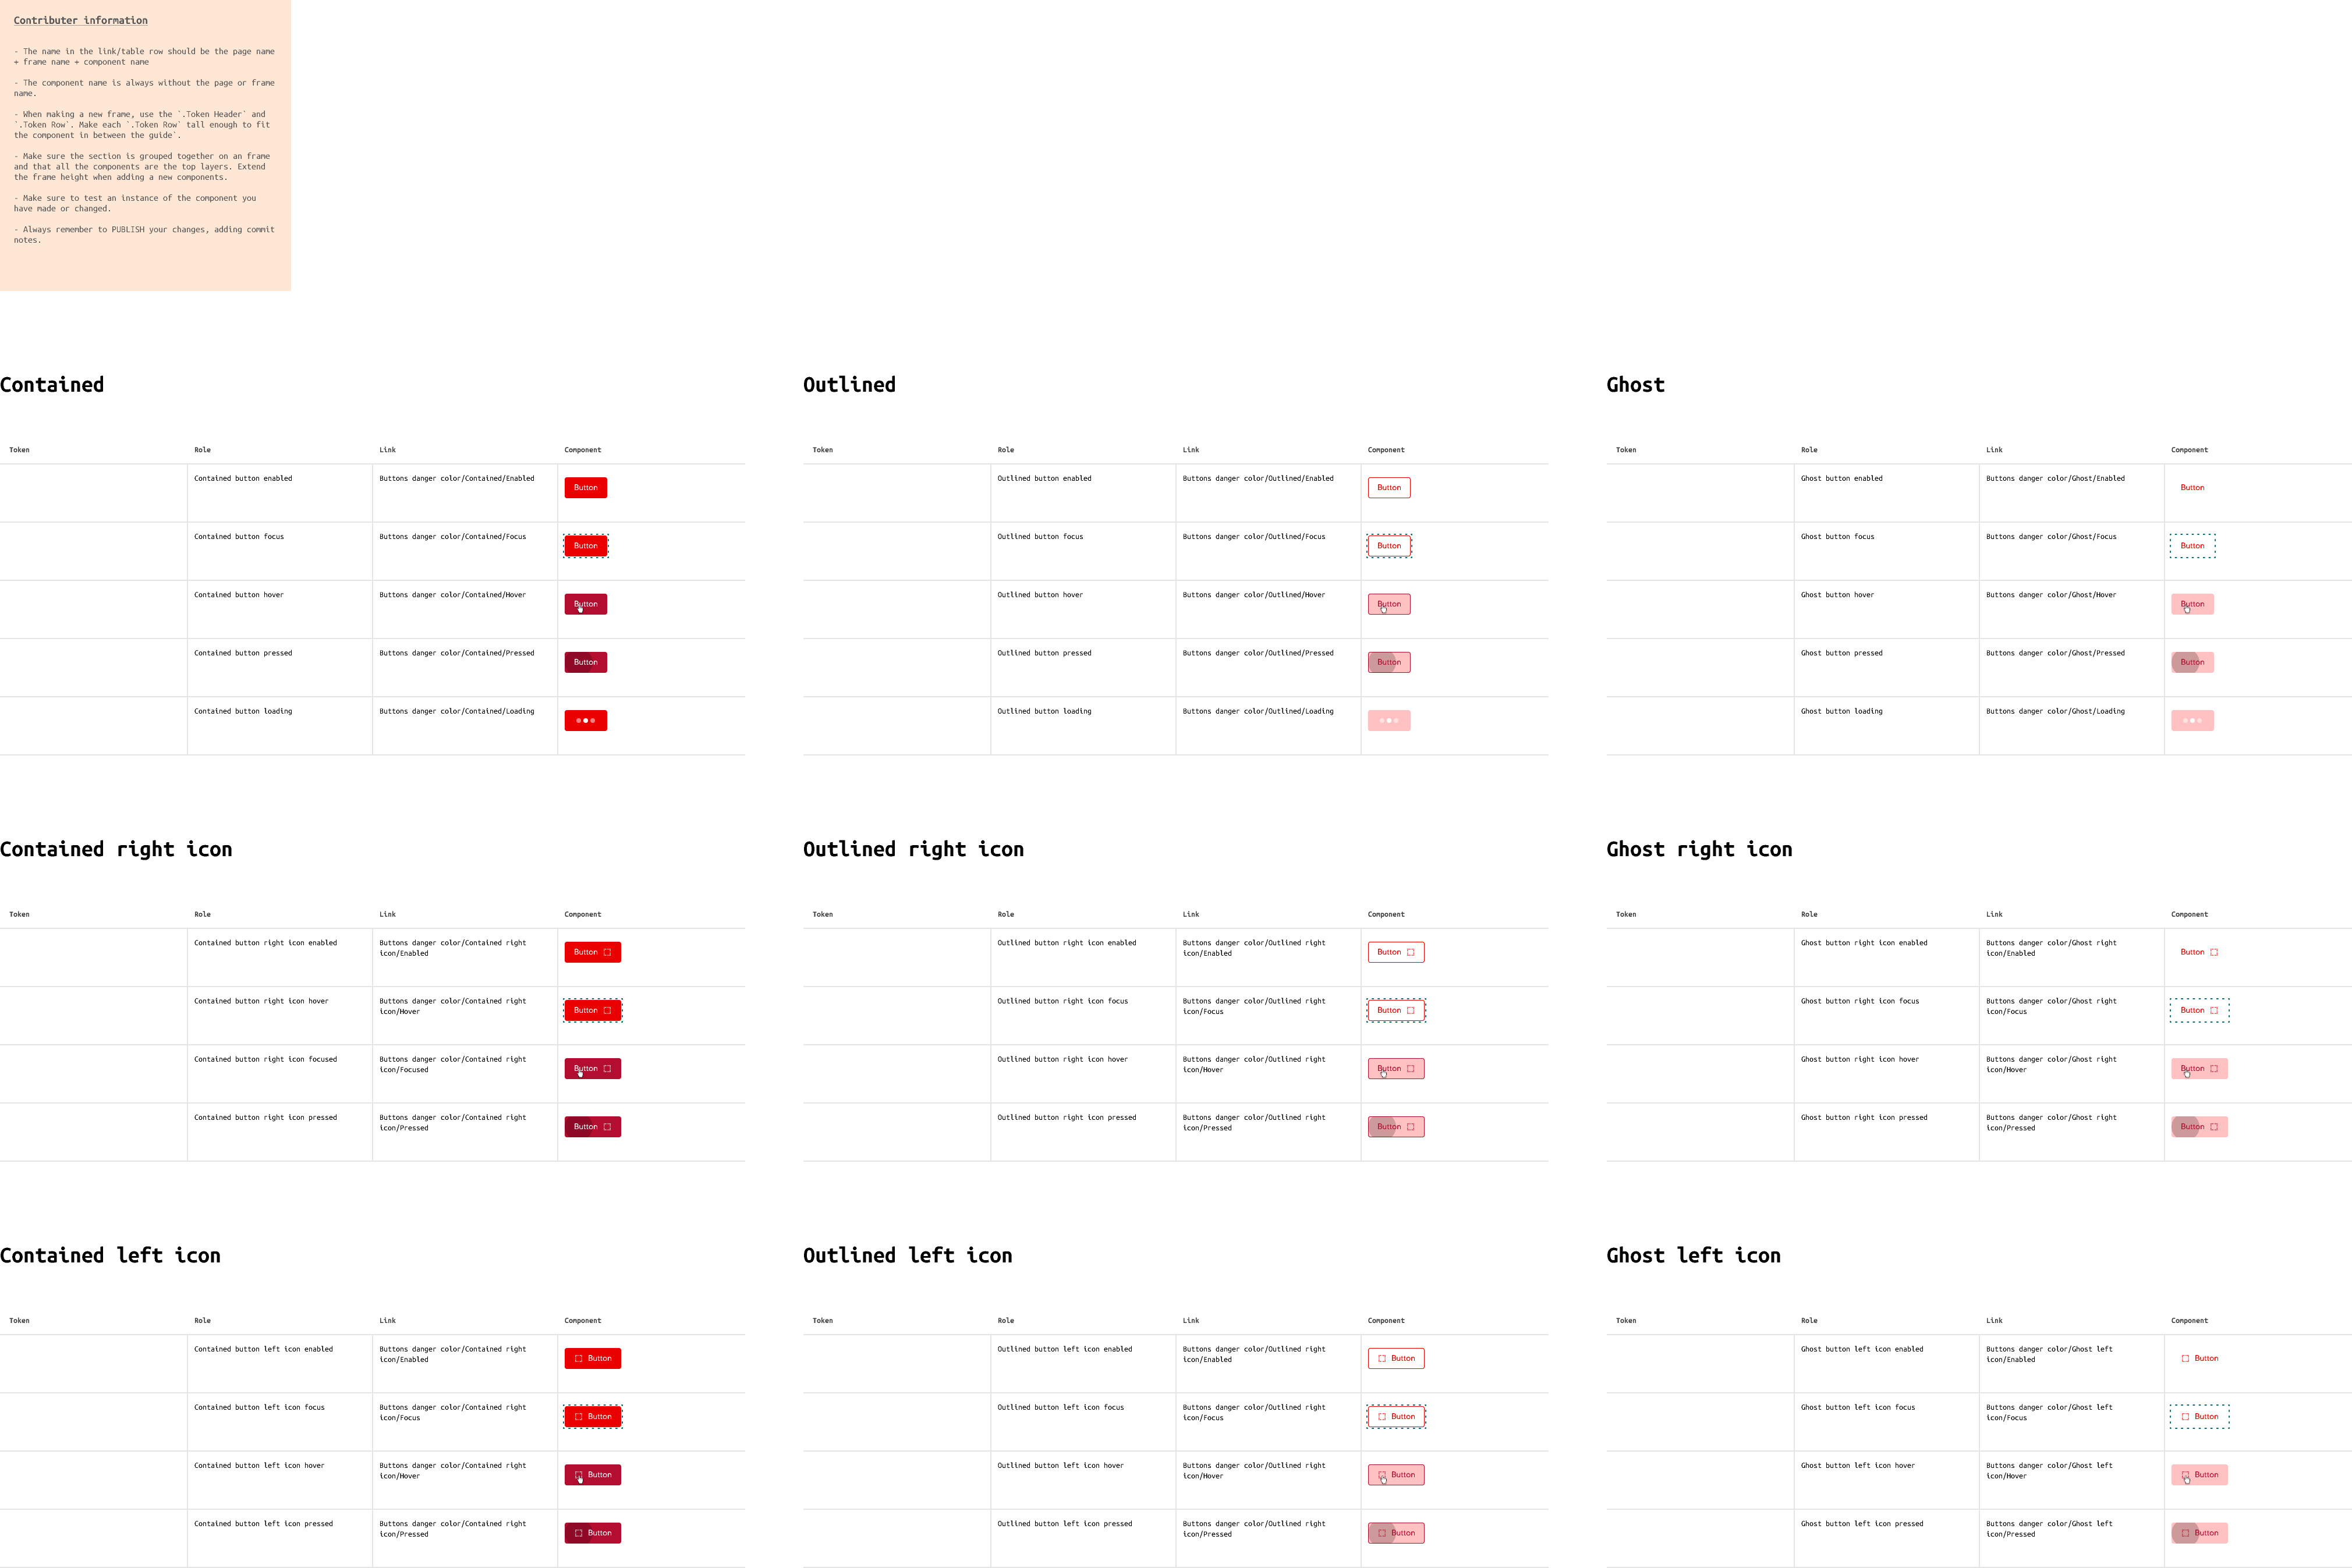 Contributer information
- The name in the link/table row should be the page name
+ frame name + component name
- The component name is always without the page or frame
name.
- When making a new frame, use the `.Token Header` and
`.Token Row`. Make each `.Token Row` tall enough to fit
the component in between the guide`.
- Make sure the section is grouped together on an frame
and that all the components are the top layers. Extend
the frame height when adding a new components.
- Make sure to test an instance of the component you
have made or changed.
- Always remember to PUBLISH your changes, adding commit
notes.
Contained
Token Role Link Component
Contained button enabled Buttons danger color/Contained/Enabled Button
Contained button focus Buttons danger color/Contained/Focus Button
Contained button hover Buttons danger color/Contained/Hover Button
Contained button pressed Buttons danger color/Contained/Pressed Button
Contained button loading Buttons danger color/Contained/Loading
Outlined
Token Role Link Component
Outlined button enabled Buttons danger color/Outlined/Enabled Button
Outlined button focus Buttons danger color/Outlined/Focus Button
Outlined button hover Buttons danger color/Outlined/Hover Button
Outlined button pressed Buttons danger color/Outlined/Pressed Button
Outlined button loading Buttons danger color/Outlined/Loading
Ghost
Token Role Link Component
Ghost button enabled Buttons danger color/Ghost/Enabled Button
Ghost button focus Buttons danger color/Ghost/Focus Button
Ghost button hover Buttons danger color/Ghost/Hover Button
Ghost button pressed Buttons danger color/Ghost/Pressed Button
Ghost button loading Buttons danger color/Ghost/Loading
Contained right icon
Token Role Link Component
Contained button right icon enabled Buttons danger color/Contained right Button
icon/Enabled
Contained button right icon hover Buttons danger color/Contained right Button
icon/Hover
Contained button right icon focused Buttons danger color/Contained right Button
icon/Focused
Contained button right icon pressed Buttons danger color/Contained right Button
icon/Pressed
Outlined right icon
Token Role Link Component
Outlined button right icon enabled Buttons danger color/Outlined right Button
icon/Enabled
Outlined button right icon focus Buttons danger color/Outlined right Button
icon/Focus
Outlined button right icon hover Buttons danger color/Outlined right Button
icon/Hover
Outlined button right icon pressed Buttons danger color/Outlined right Button
icon/Pressed
Ghost right icon
Token Role Link Component
Ghost button right icon enabled Buttons danger color/Ghost right Button
icon/Enabled
Ghost button right icon focus Buttons danger color/Ghost right Button
icon/Focus
Ghost button right icon hover Buttons danger color/Ghost right Button
icon/Hover
Ghost button right icon pressed Buttons danger color/Ghost right Button
icon/Pressed
Contained left icon
Token Role Link Component
Contained button left icon enabled Buttons danger color/Contained right Button
icon/Enabled
Contained button left icon focus Buttons danger color/Contained right Button
icon/Focus
Contained button left icon hover Buttons danger color/Contained right Button
icon/Hover
Contained button left icon pressed Buttons danger color/Contained right Button
icon/Pressed
Outlined left icon
Token Role Link Component
Outlined button left icon enabled Buttons danger color/Outlined right Button
icon/Enabled
Outlined button left icon focus Buttons danger color/Outlined right Button
icon/Focus
Outlined button left icon hover Buttons danger color/Outlined right Button
icon/Hover
Outlined button left icon pressed Buttons danger color/Outlined right Button
icon/Pressed
Ghost left icon
Token Role Link Component
Ghost button left icon enabled Buttons danger color/Ghost left Button
icon/Enabled
Ghost button left icon focus Buttons danger color/Ghost left Button
icon/Focus
Ghost button left icon hover Buttons danger color/Ghost left Button
icon/Hover
Ghost button left icon pressed Buttons danger color/Ghost left Button
icon/Pressed